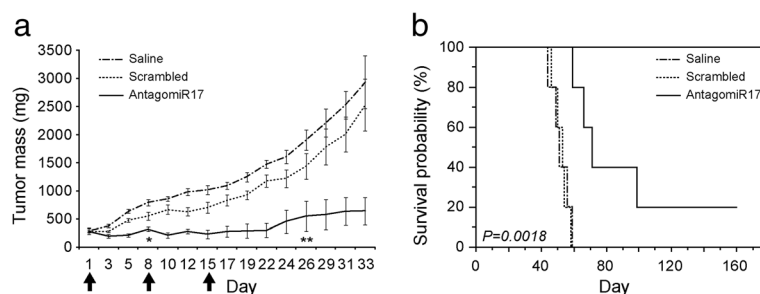 a
3500
3000
2500
2000
1500
1000
500
0
Tumor mass (mg)
Saline
Scrambled
AntagomiR17
*
**
1 3 5 8 10 12 15 17 19 22 24 26 29 31 33
Day
b
100
80
60
40
20
0
Survival probability (%)
Saline
Scrambled
AntagomiR17
P=0.0018
0 40 80 120 160
Day